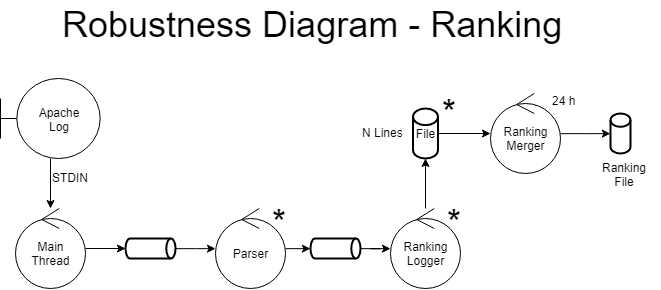 Robustness Diagram - Ranking
Apache
Log
STDIN
Main
Thread
*
Parser
*
Ranking
Logger
N Lines
File
*
24 h
Ranking
Merger
Ranking
File